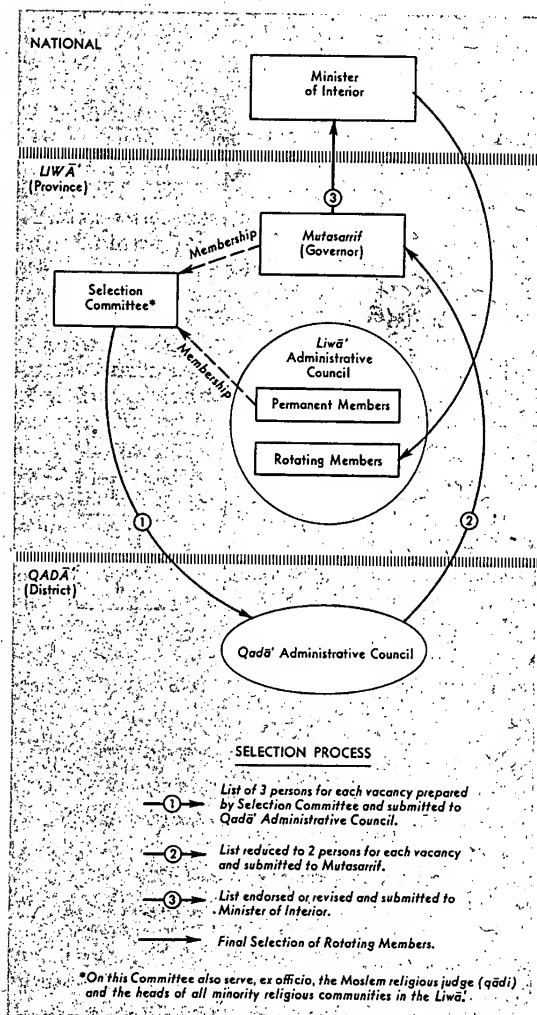 NATIONAL
Minister
of Interior
LIWĀ'
(Province)
③
Mutasarrif
(Governor)
Membership
Selection
Committee*
Membership
Liwā'
Administrative
Council
Permanent Members
Rotating Members
①
②
QADĀ'
(District)
Qadā' Administrative Council
SELECTION PROCESS
① List of 3 persons for each vacancy prepared
by Selection Committee and submitted to
Qadā' Administrative Council.
② List reduced to 2 persons for each vacancy
and submitted to Mutasarrif.
③ List endorsed or revised and submitted to
Minister of Interior.
Final Selection of Rotating Members.
*On this Committee also serve, ex officio, the Moslem religious judge (qādi)
and the heads of all minority religious communities in the Liwā'.